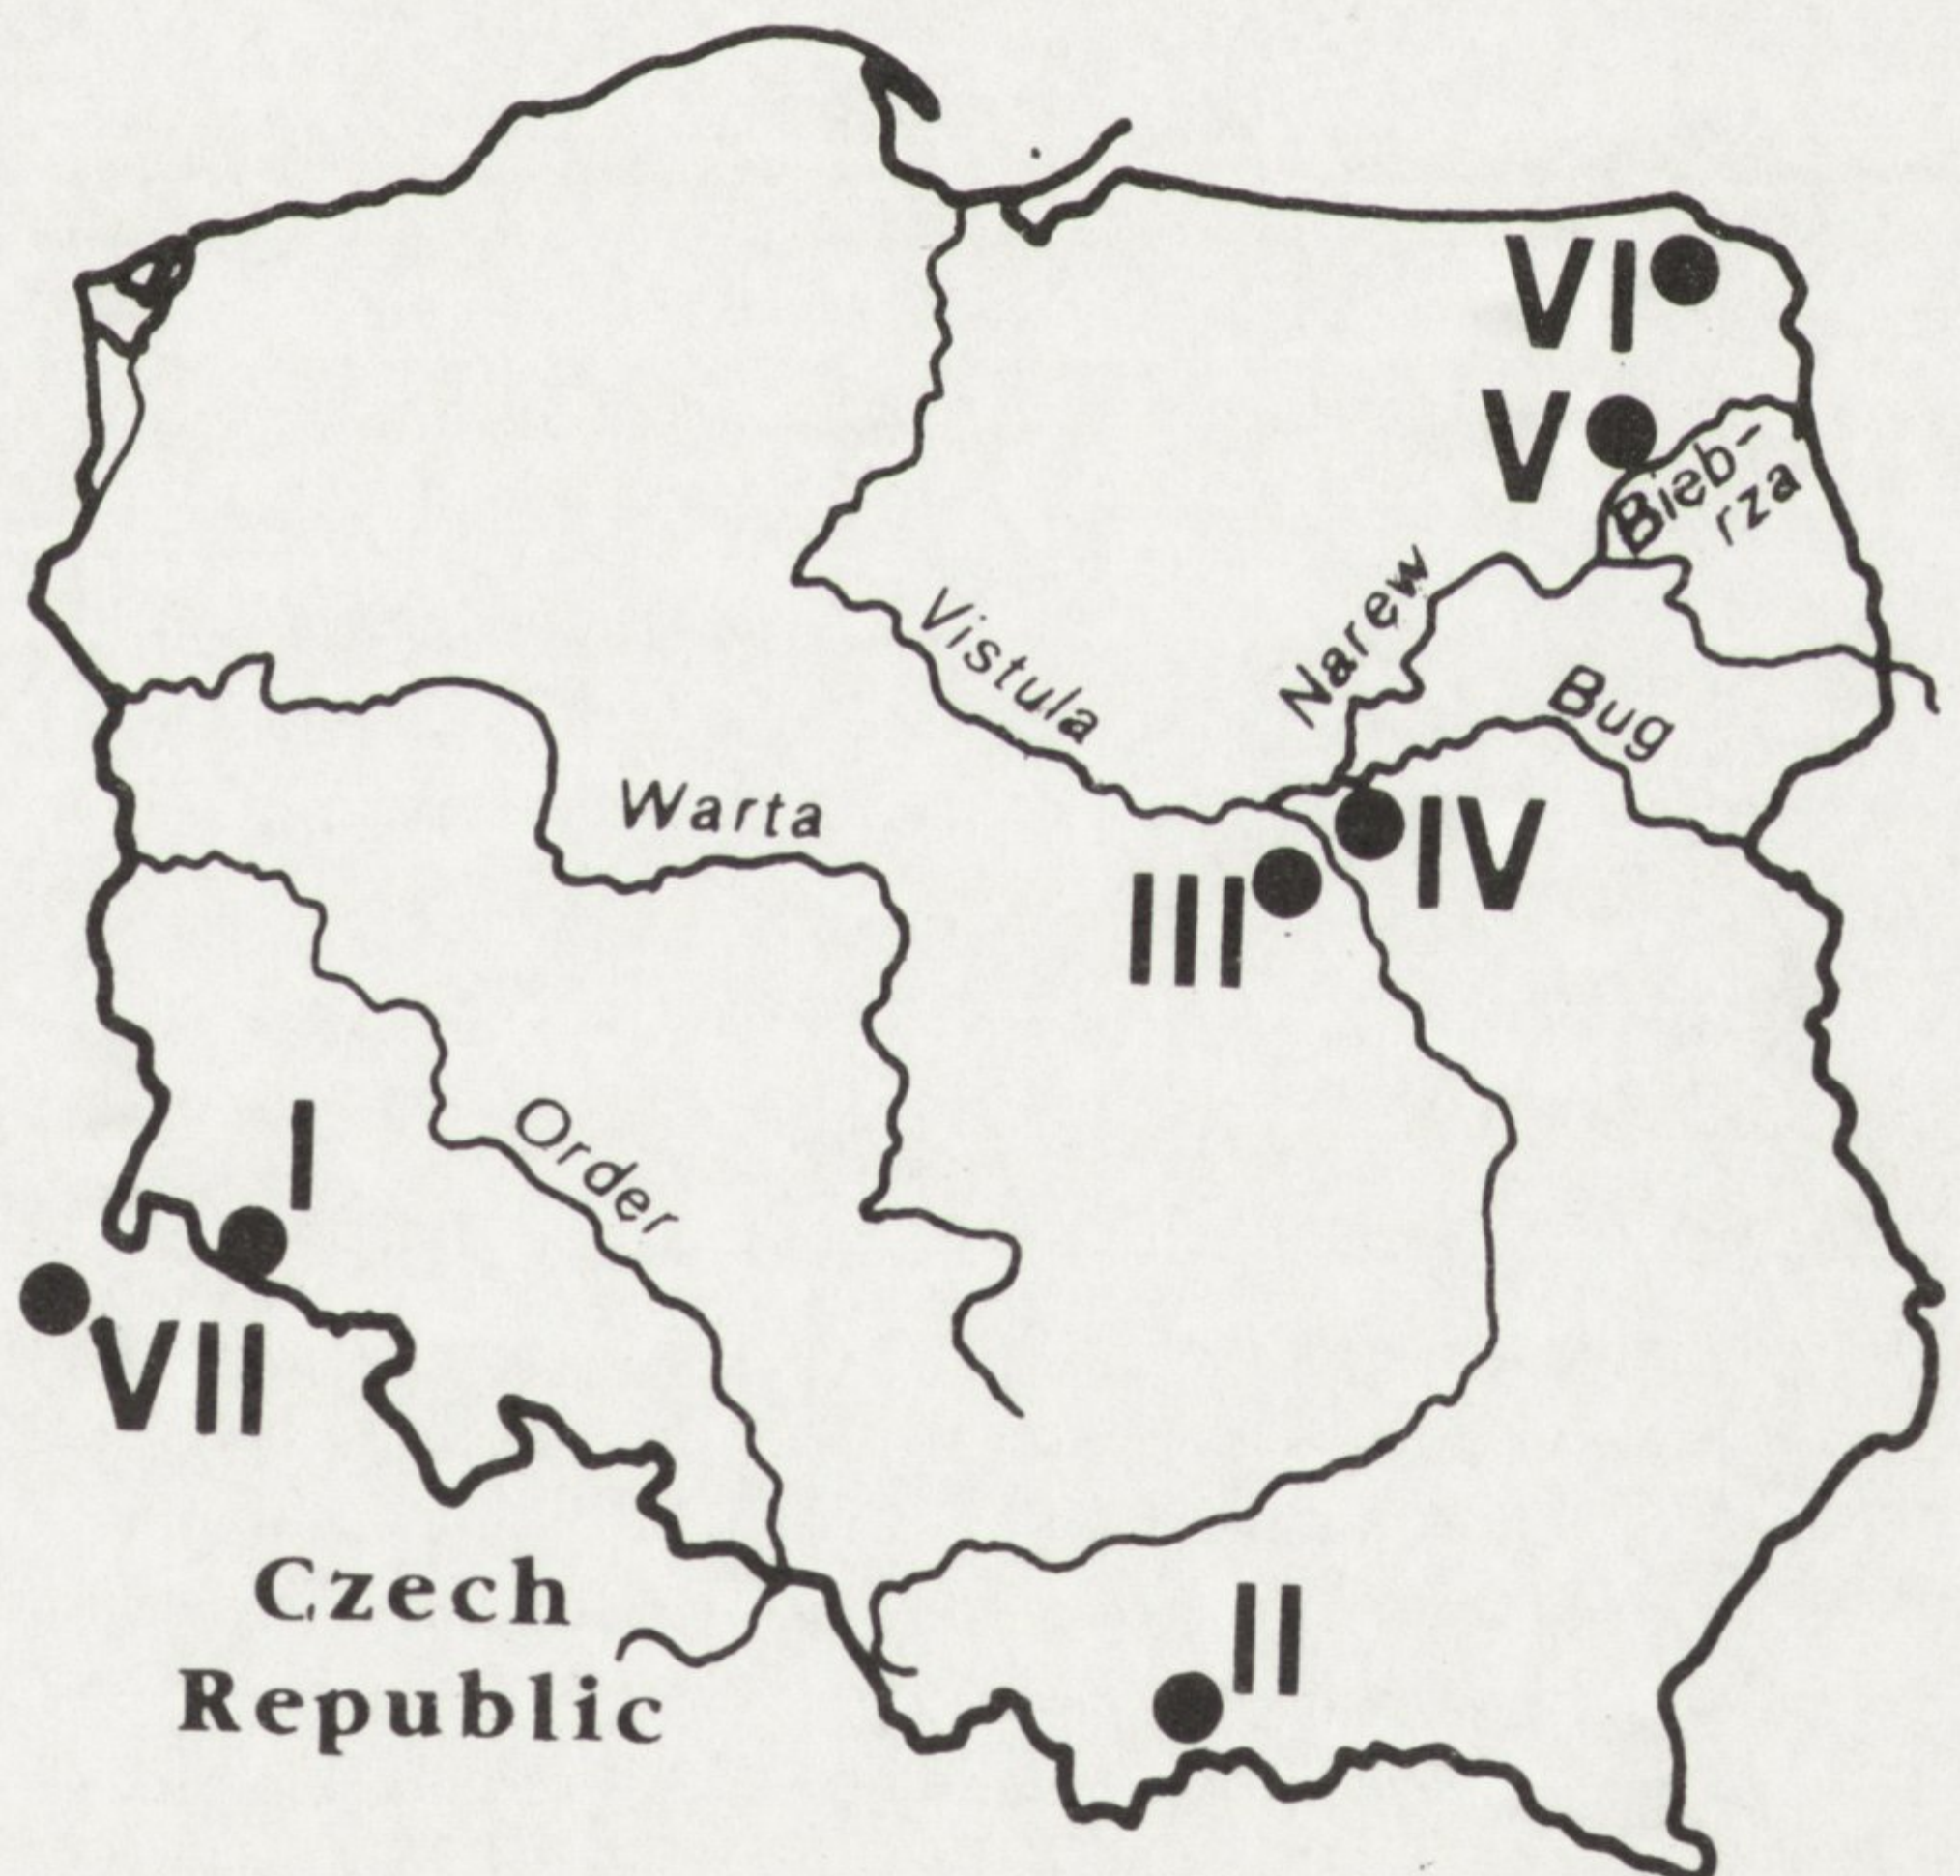 VI
V
Bieb-
rza
Narew
Vistula
Bug
Warta
IV
III
Order
I
VII
Czech
Republic
II